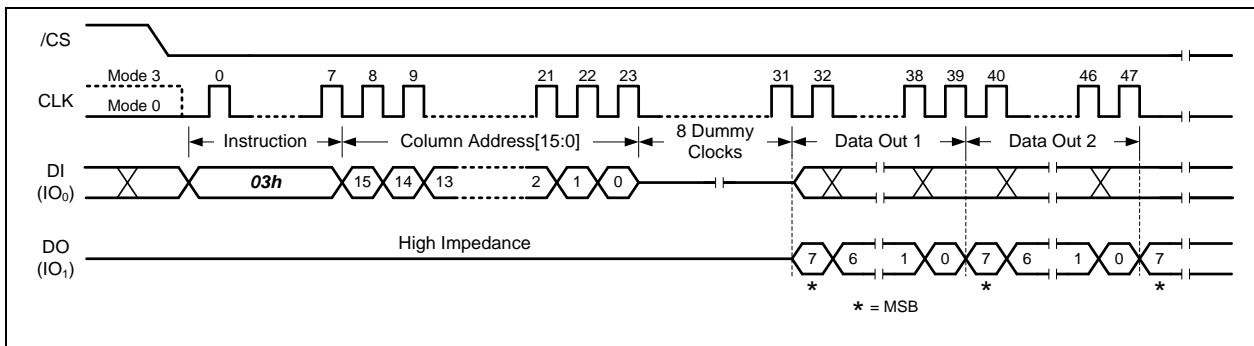 /CS
Mode 3
0 7 8 9 21 22 23 31 32 38 39 40 46 47
CLK
Mode 0
Instruction Column Address[15:0] 8 Dummy Clocks Data Out 1 Data Out 2
DI
(IO₀)
03h 15 14 13 2 1 0
DO
(IO₁)
High Impedance
7 6 1 0 7 6 1 0 7
* * *
* = MSB